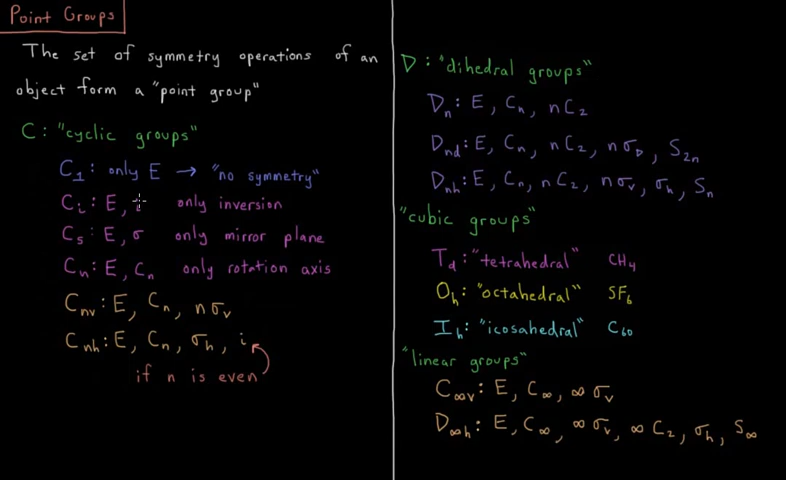 Point Groups
The set of symmetry operations of an
object form a "point group"
C: "cyclic groups"
C₁: only E → "no symmetry"
Cᵢ: E, i only inversion
Cₛ: E, σ only mirror plane
Cₙ: E, Cₙ only rotation axis
Cₙᵥ: E, Cₙ, nσᵥ
Cₙₕ: E, Cₙ, σₕ, i
if n is even
D: "dihedral groups"
Dₙ: E, Cₙ, nC₂
Dₙd: E, Cₙ, nC₂, nσ_D, S₂ₙ
Dₙₕ: E, Cₙ, nC₂, nσᵥ, σₕ, Sₙ
"cubic groups"
T_d: "tetrahedral" CH₄
Oₕ: "octahedral" SF₆
Iₕ: "icosahedral" C₆₀
"linear groups"
C∞ᵥ: E, C∞, ∞σᵥ
D∞ₕ: E, C∞, ∞σᵥ, ∞C₂, σₕ, S∞